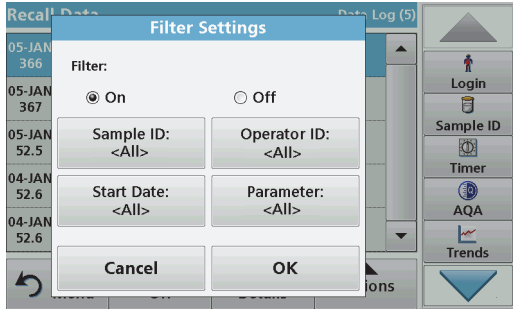 Recall Data
Data Log (5)
Filter Settings
05-JAN
366
05-JAN
367
05-JAN
52.5
04-JAN
52.6
04-JAN
52.6
Filter:
On
Off
Sample ID:
<All>
Operator ID:
<All>
Start Date:
<All>
Parameter:
<All>
Cancel
OK
Menu
Details
ions
Login
Sample ID
Timer
AQA
Trends